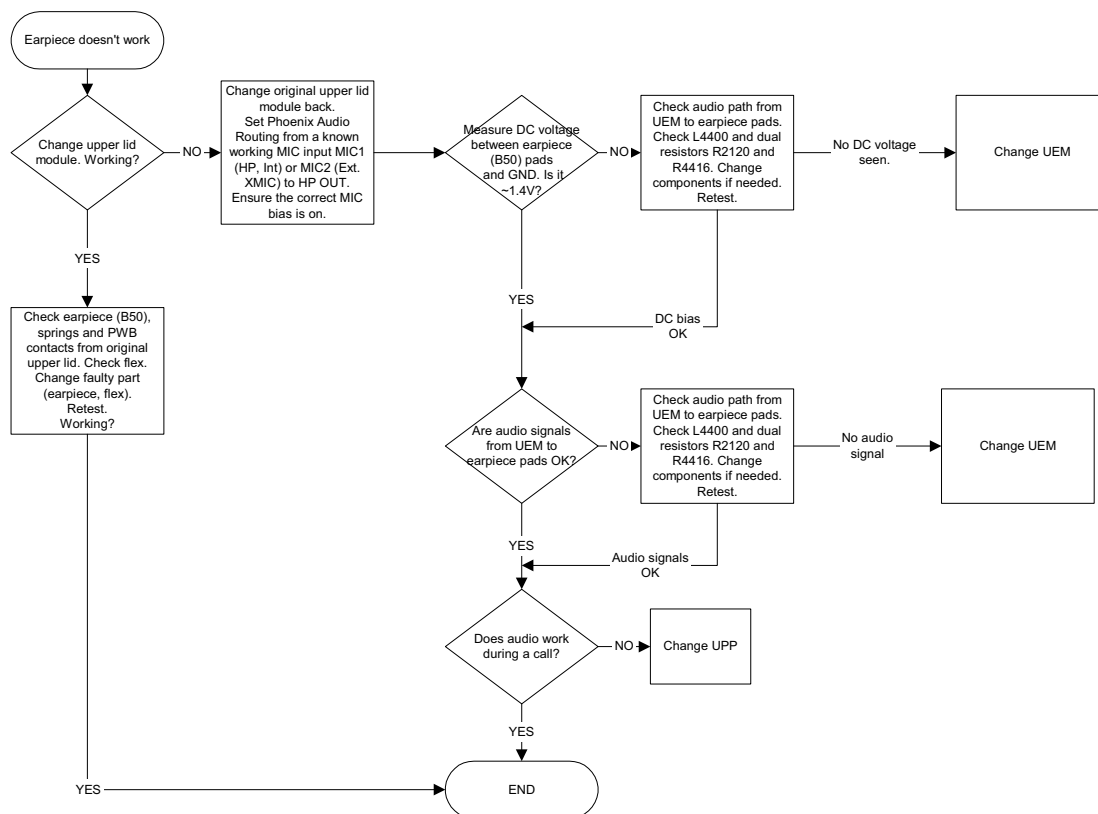 Earpiece doesn't work
Change upper lid
module. Working?
NO
Change original upper lid
module back.
Set Phoenix Audio
Routing from a known
working MIC input MIC1
(HP, Int) or MIC2 (Ext.
XMIC) to HP OUT.
Ensure the correct MIC
bias is on.
Measure DC voltage
between earpiece
(B50) pads
and GND. Is it
~1.4V?
NO
Check audio path from
UEM to earpiece pads.
Check L4400 and dual
resistors R2120 and
R4416. Change
components if needed.
Retest.
No DC voltage
seen.
Change UEM
YES
YES
Check earpiece (B50),
springs and PWB
contacts from original
upper lid. Check flex.
Change faulty part
(earpiece, flex).
Retest.
Working?
DC bias
OK
Are audio signals
from UEM to
earpiece pads OK?
NO
Check audio path from
UEM to earpiece pads.
Check L4400 and dual
resistors R2120 and
R4416. Change
components if needed.
Retest.
No audio
signal
Change UEM
YES
Audio signals
OK
Does audio work
during a call?
NO
Change UPP
YES
YES
END